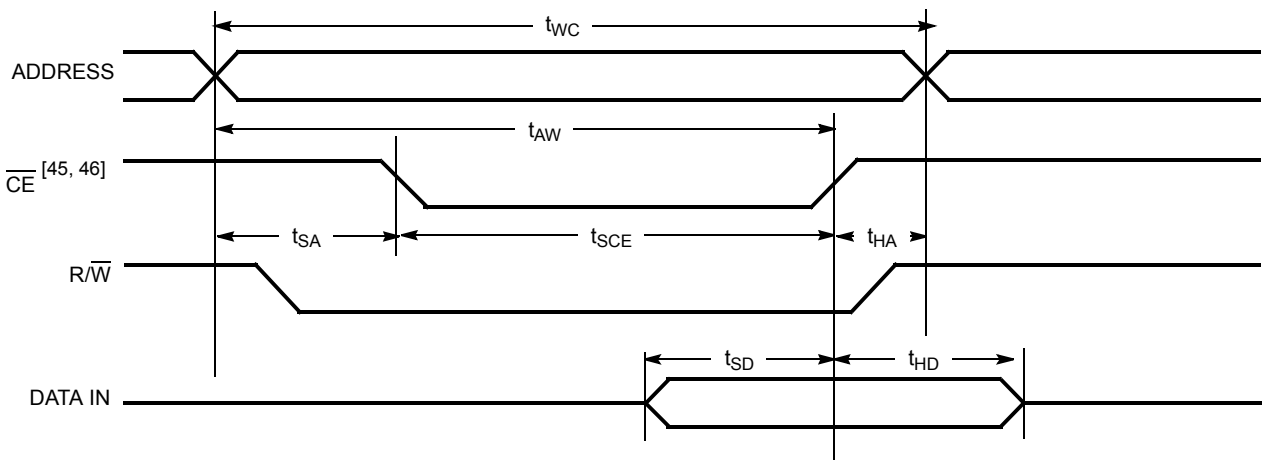 tWC
ADDRESS
tAW
CE [45, 46]
tSA
tSCE
tHA
R/W
tSD
tHD
DATA IN